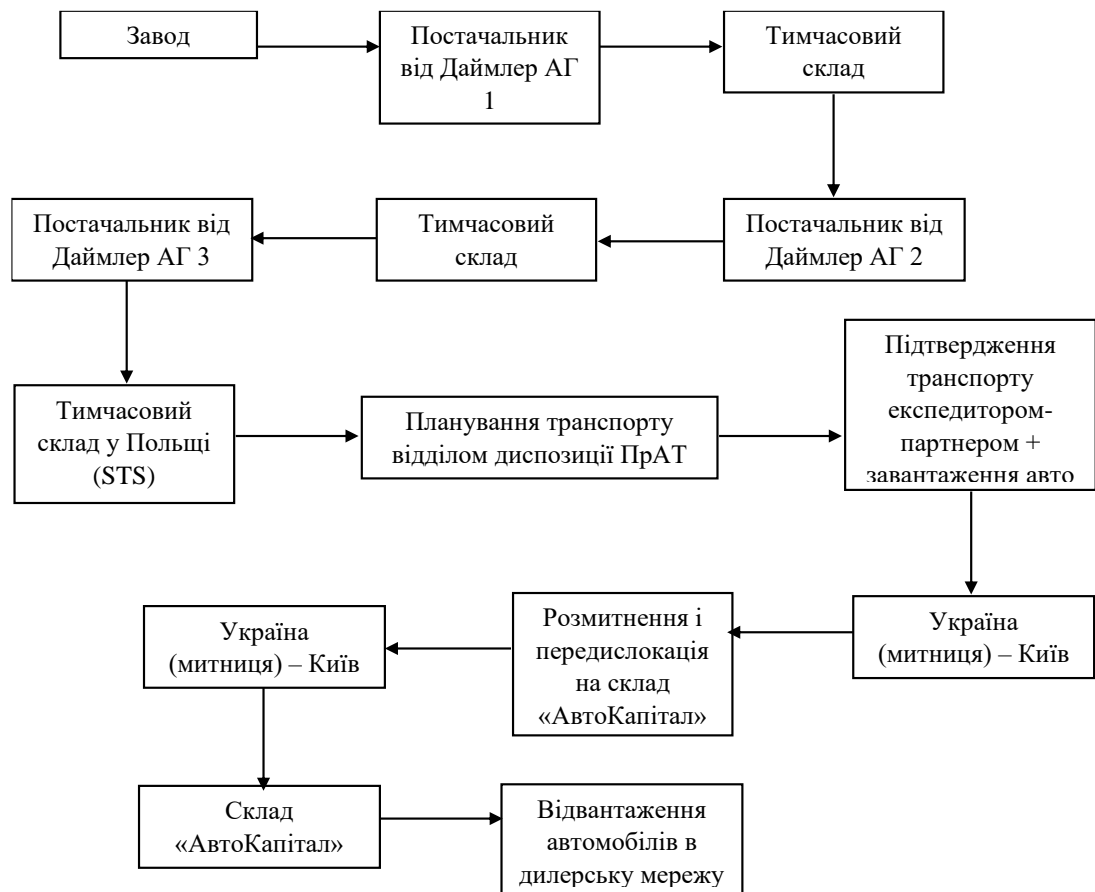 Завод
Постачальник
від Даймлер АГ
1
Тимчасовий
склад
Постачальник від
Даймлер АГ 2
Тимчасовий
склад
Постачальник від
Даймлер АГ 3
Тимчасовий
склад у Польщі
(STS)
Планування транспорту
відділом диспозиції ПрАТ
Підтвердження
транспорту
експедитором-
партнером +
завантаження авто
Україна
(митниця) – Київ
Розмитнення і
передислокація
на склад
«АвтоКапітал»
Україна
(митниця) – Київ
Склад
«АвтоКапітал»
Відвантаження
автомобілів в
дилерську мережу